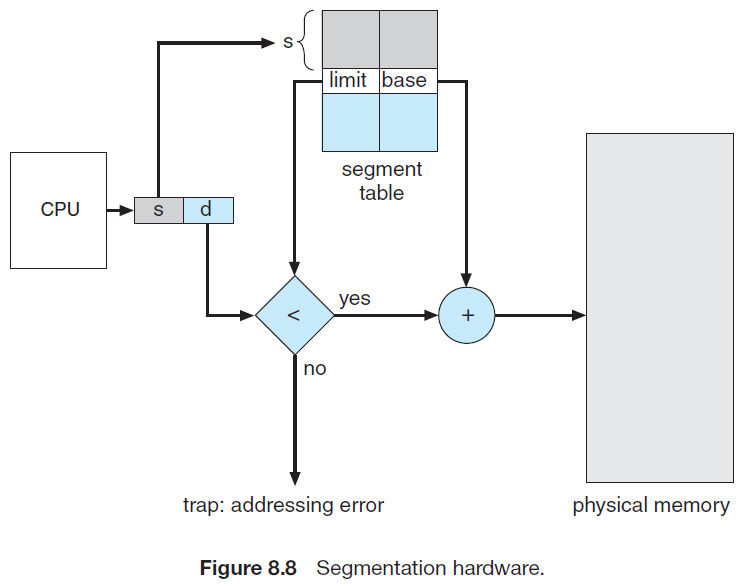 s
limit base
segment
table
CPU
s d
<
yes
+
no
trap: addressing error
physical memory
Figure 8.8 Segmentation hardware.